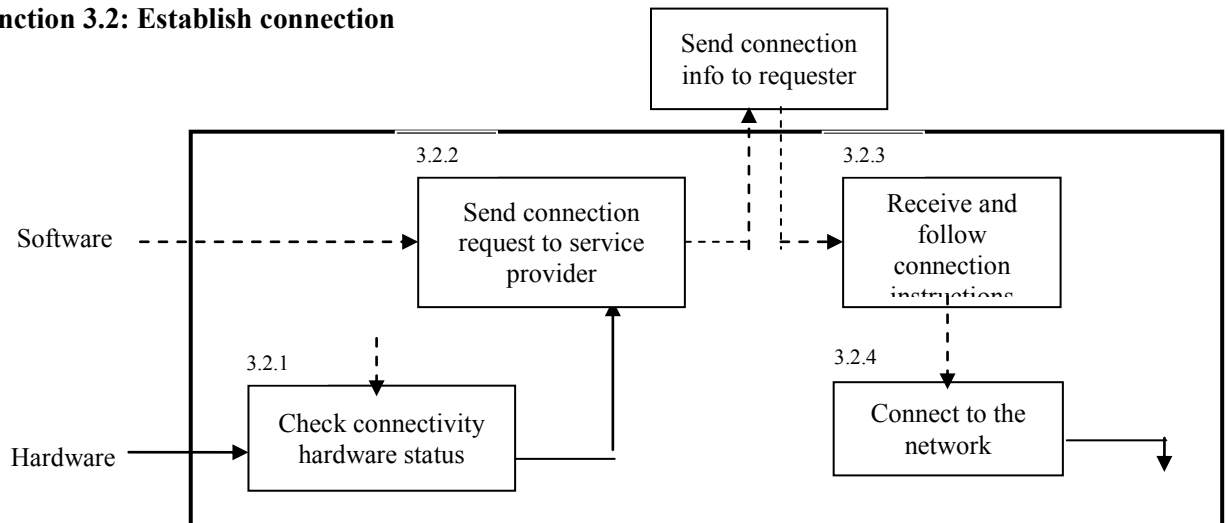 nction 3.2: Establish connection
Send connection
info to requester
3.2.2
3.2.3
Send connection
request to service
provider
Receive and
follow
connection
instructions
Software
3.2.1
3.2.4
Check connectivity
hardware status
Connect to the
network
Hardware